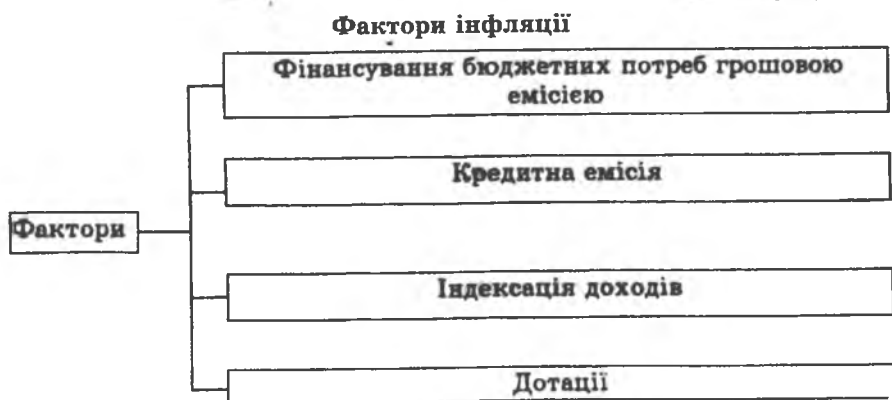 Фактори інфляції
Фінансування бюджетних потреб грошовою
емісією
Кредитна емісія
Фактори
Індексація доходів
Дотації